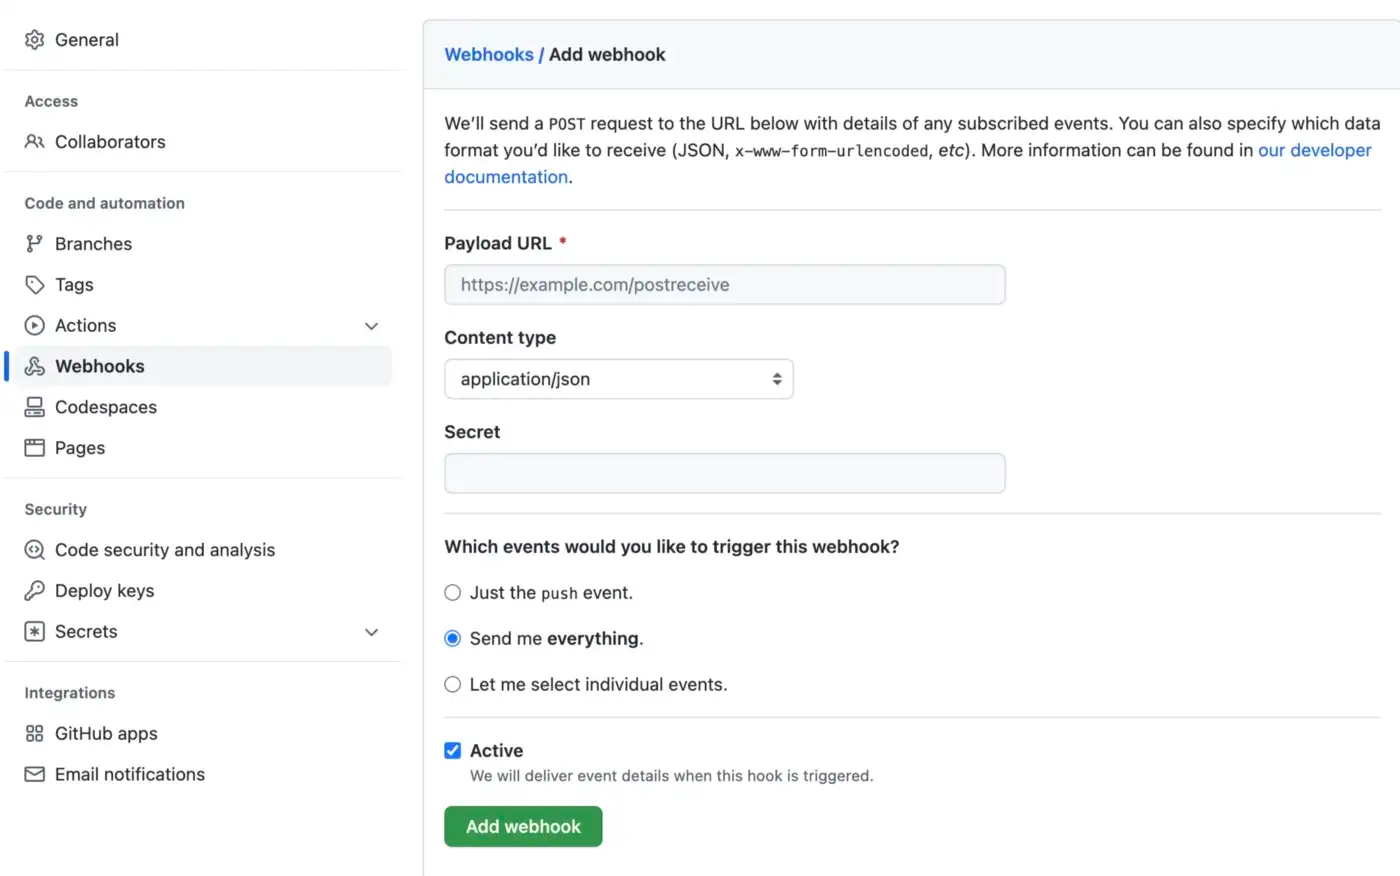 General
Access
Collaborators
Code and automation
Branches
Tags
Actions
Webhooks
Codespaces
Pages
Security
Code security and analysis
Deploy keys
Secrets
Integrations
GitHub apps
Email notifications
Webhooks / Add webhook
We’ll send a POST request to the URL below with details of any subscribed events. You can also specify which data
format you’d like to receive (JSON, x-www-form-urlencoded, etc). More information can be found in our developer
documentation.
Payload URL *
https://example.com/postreceive
Content type
application/json
Secret
Which events would you like to trigger this webhook?
Just the push event.
Send me everything.
Let me select individual events.
Active
We will deliver event details when this hook is triggered.
Add webhook